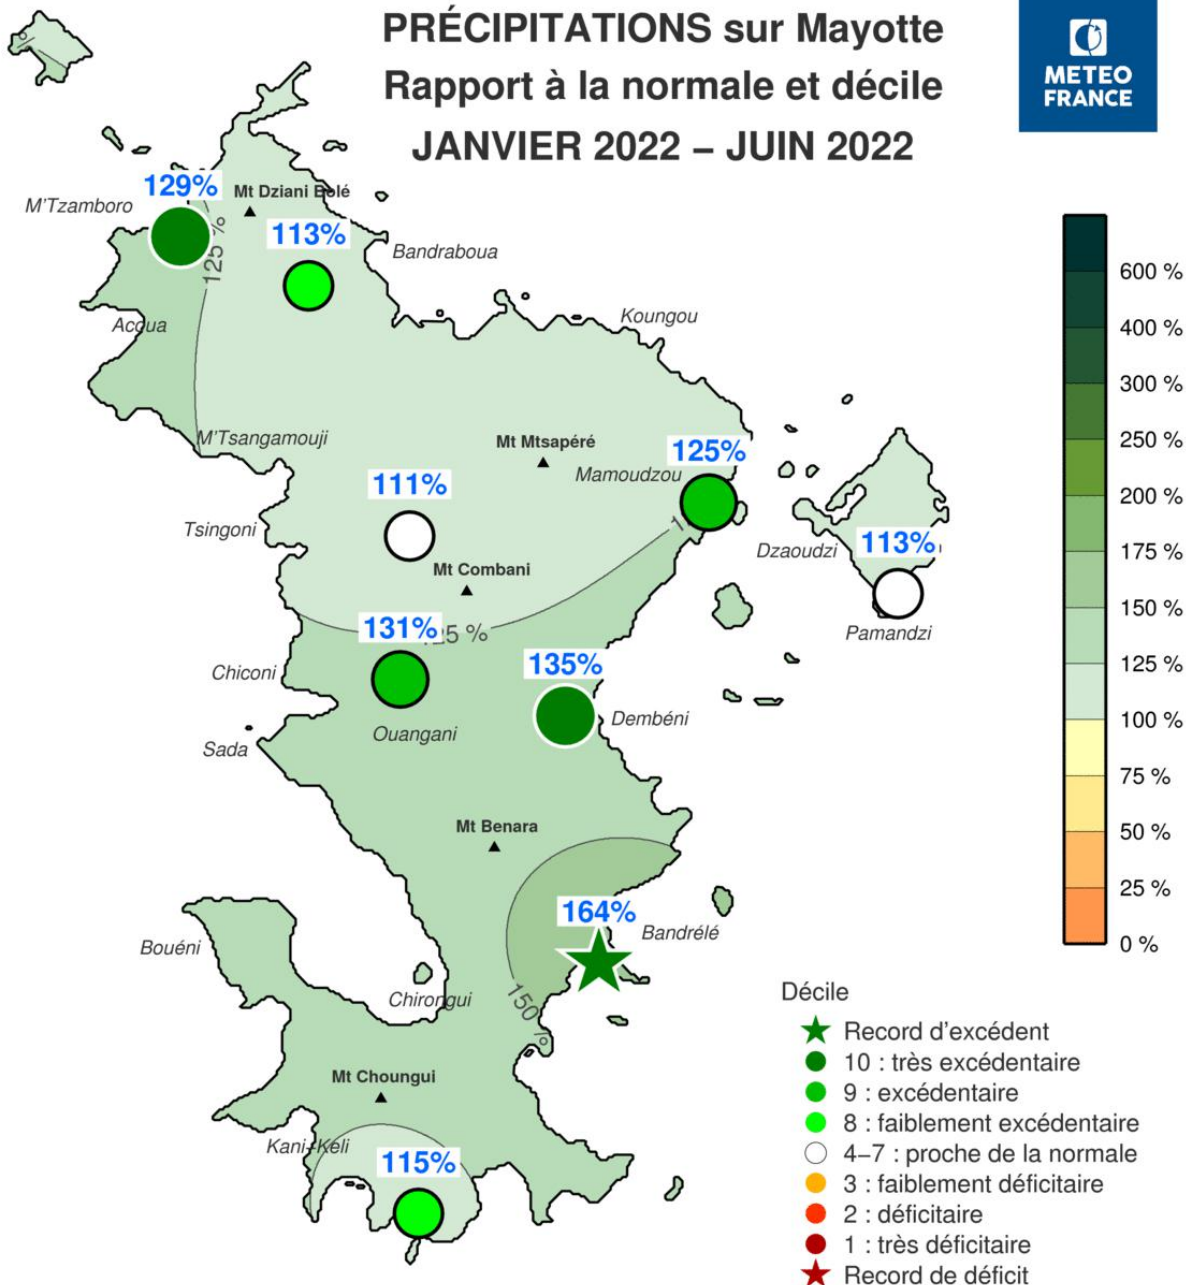 PRÉCIPITATIONS sur Mayotte
Rapport à la normale et décile
JANVIER 2022 – JUIN 2022
METEO
FRANCE
129%
Mt Dziani Bolé
M'Tzamboro
113%
125 %
Bandraboua
Acoua
Koungou
M'Tsangamouji
Mt Mtsapéré
125%
Mamoudzou
111%
Tsingoni
Dzaoudzi
113%
Mt Combani
Pamandzi
131%
25 %
135%
Chiconi
Ouangani
Dembéni
Sada
Mt Benara
164%
Bandrélé
Bouéni
Chirongui
150 %
Mt Choungui
Kani-Kéli
115%
600 %
400 %
300 %
250 %
200 %
175 %
150 %
125 %
100 %
75 %
50 %
25 %
0 %
Décile
Record d'excédent
10 : très excédentaire
9 : excédentaire
8 : faiblement excédentaire
4–7 : proche de la normale
3 : faiblement déficitaire
2 : déficitaire
1 : très déficitaire
Record de déficit